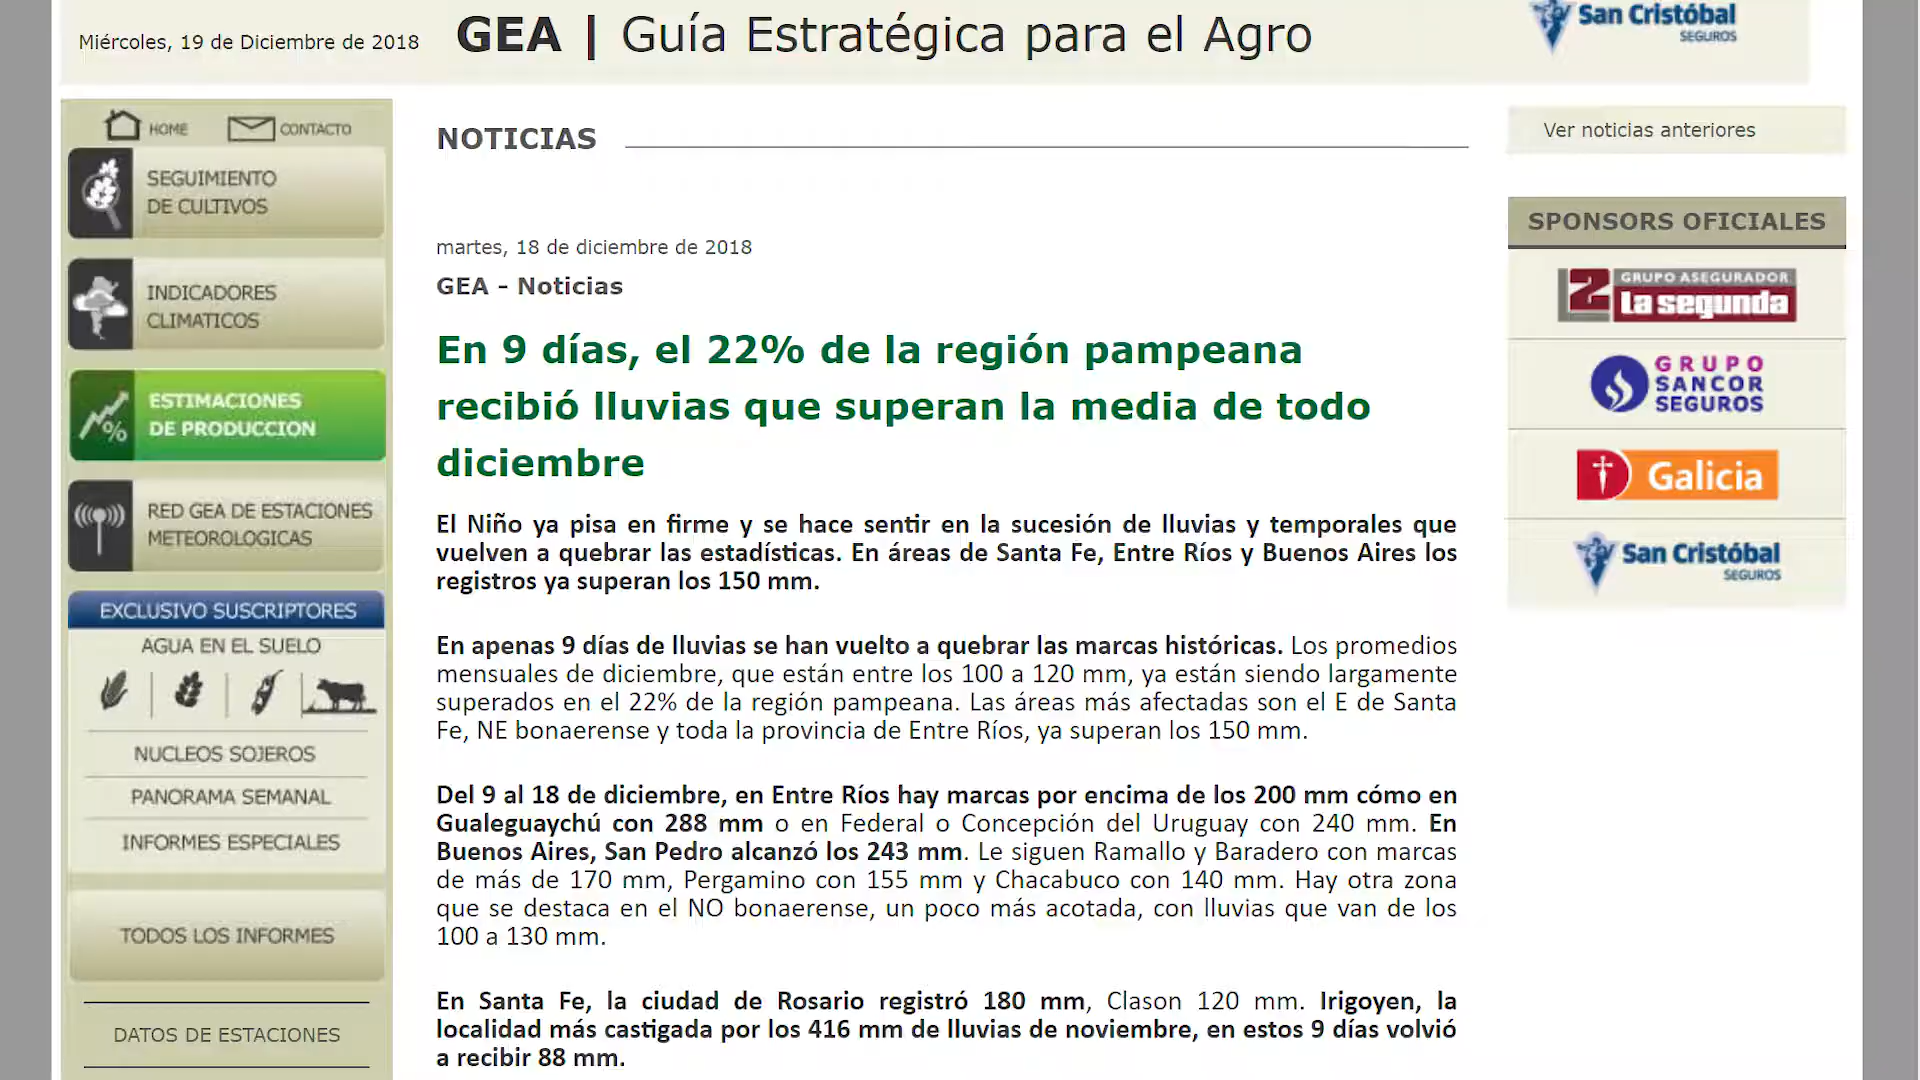 Miércoles, 19 de Diciembre de 2018
GEA | Guía Estratégica para el Agro
San Cristóbal
SEGUROS
HOME
CONTACTO
SEGUIMIENTO
DE CULTIVOS
INDICADORES
CLIMATICOS
ESTIMACIONES
DE PRODUCCION
RED GEA DE ESTACIONES
METEOROLOGICAS
EXCLUSIVO SUSCRIPTORES
AGUA EN EL SUELO
NUCLEOS SOJEROS
PANORAMA SEMANAL
INFORMES ESPECIALES
TODOS LOS INFORMES
DATOS DE ESTACIONES
NOTICIAS
martes, 18 de diciembre de 2018
GEA - Noticias
En 9 días, el 22% de la región pampeana
recibió lluvias que superan la media de todo
diciembre
El Niño ya pisa en firme y se hace sentir en la sucesión de lluvias y temporales que
vuelven a quebrar las estadísticas. En áreas de Santa Fe, Entre Ríos y Buenos Aires los
registros ya superan los 150 mm.
En apenas 9 días de lluvias se han vuelto a quebrar las marcas históricas. Los promedios
mensuales de diciembre, que están entre los 100 a 120 mm, ya están siendo largamente
superados en el 22% de la región pampeana. Las áreas más afectadas son el E de Santa
Fe, NE bonaerense y toda la provincia de Entre Ríos, ya superan los 150 mm.
Del 9 al 18 de diciembre, en Entre Ríos hay marcas por encima de los 200 mm cómo en
Gualeguaychú con 288 mm o en Federal o Concepción del Uruguay con 240 mm. En
Buenos Aires, San Pedro alcanzó los 243 mm. Le siguen Ramallo y Baradero con marcas
de más de 170 mm, Pergamino con 155 mm y Chacabuco con 140 mm. Hay otra zona
que se destaca en el NO bonaerense, un poco más acotada, con lluvias que van de los
100 a 130 mm.
En Santa Fe, la ciudad de Rosario registró 180 mm, Clason 120 mm. Irigoyen, la
localidad más castigada por los 416 mm de lluvias de noviembre, en estos 9 días volvió
a recibir 88 mm.
Ver noticias anteriores
SPONSORS OFICIALES
GRUPO ASEGURADOR
La segunda
GRUPO
SANCOR
SEGUROS
Galicia
San Cristóbal
SEGUROS